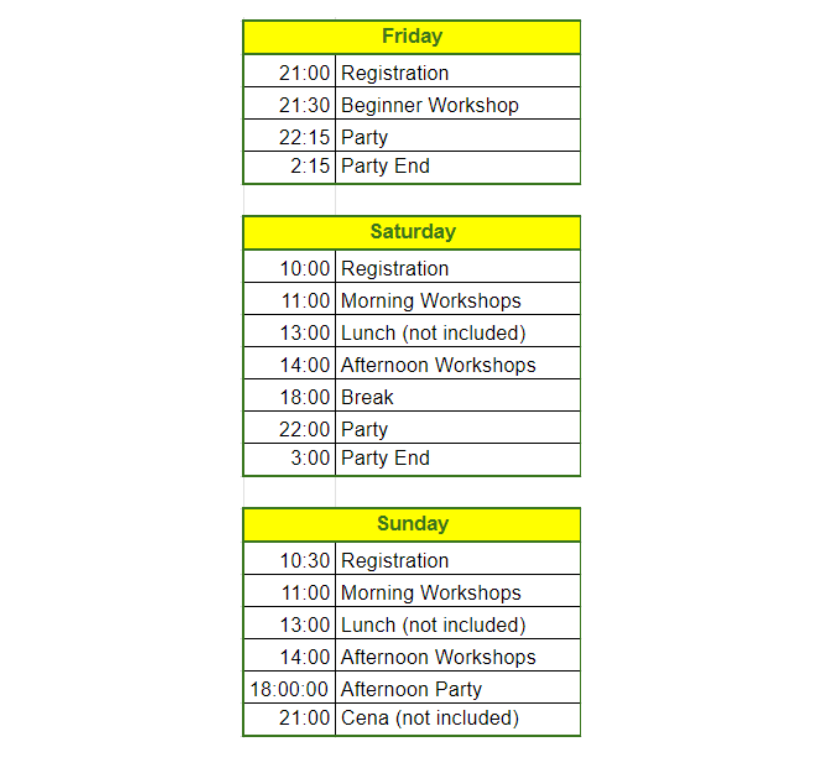 Friday
21:00 Registration
21:30 Beginner Workshop
22:15 Party
2:15 Party End
Saturday
10:00 Registration
11:00 Morning Workshops
13:00 Lunch (not included)
14:00 Afternoon Workshops
18:00 Break
22:00 Party
3:00 Party End
Sunday
10:30 Registration
11:00 Morning Workshops
13:00 Lunch (not included)
14:00 Afternoon Workshops
18:00:00 Afternoon Party
21:00 Cena (not included)